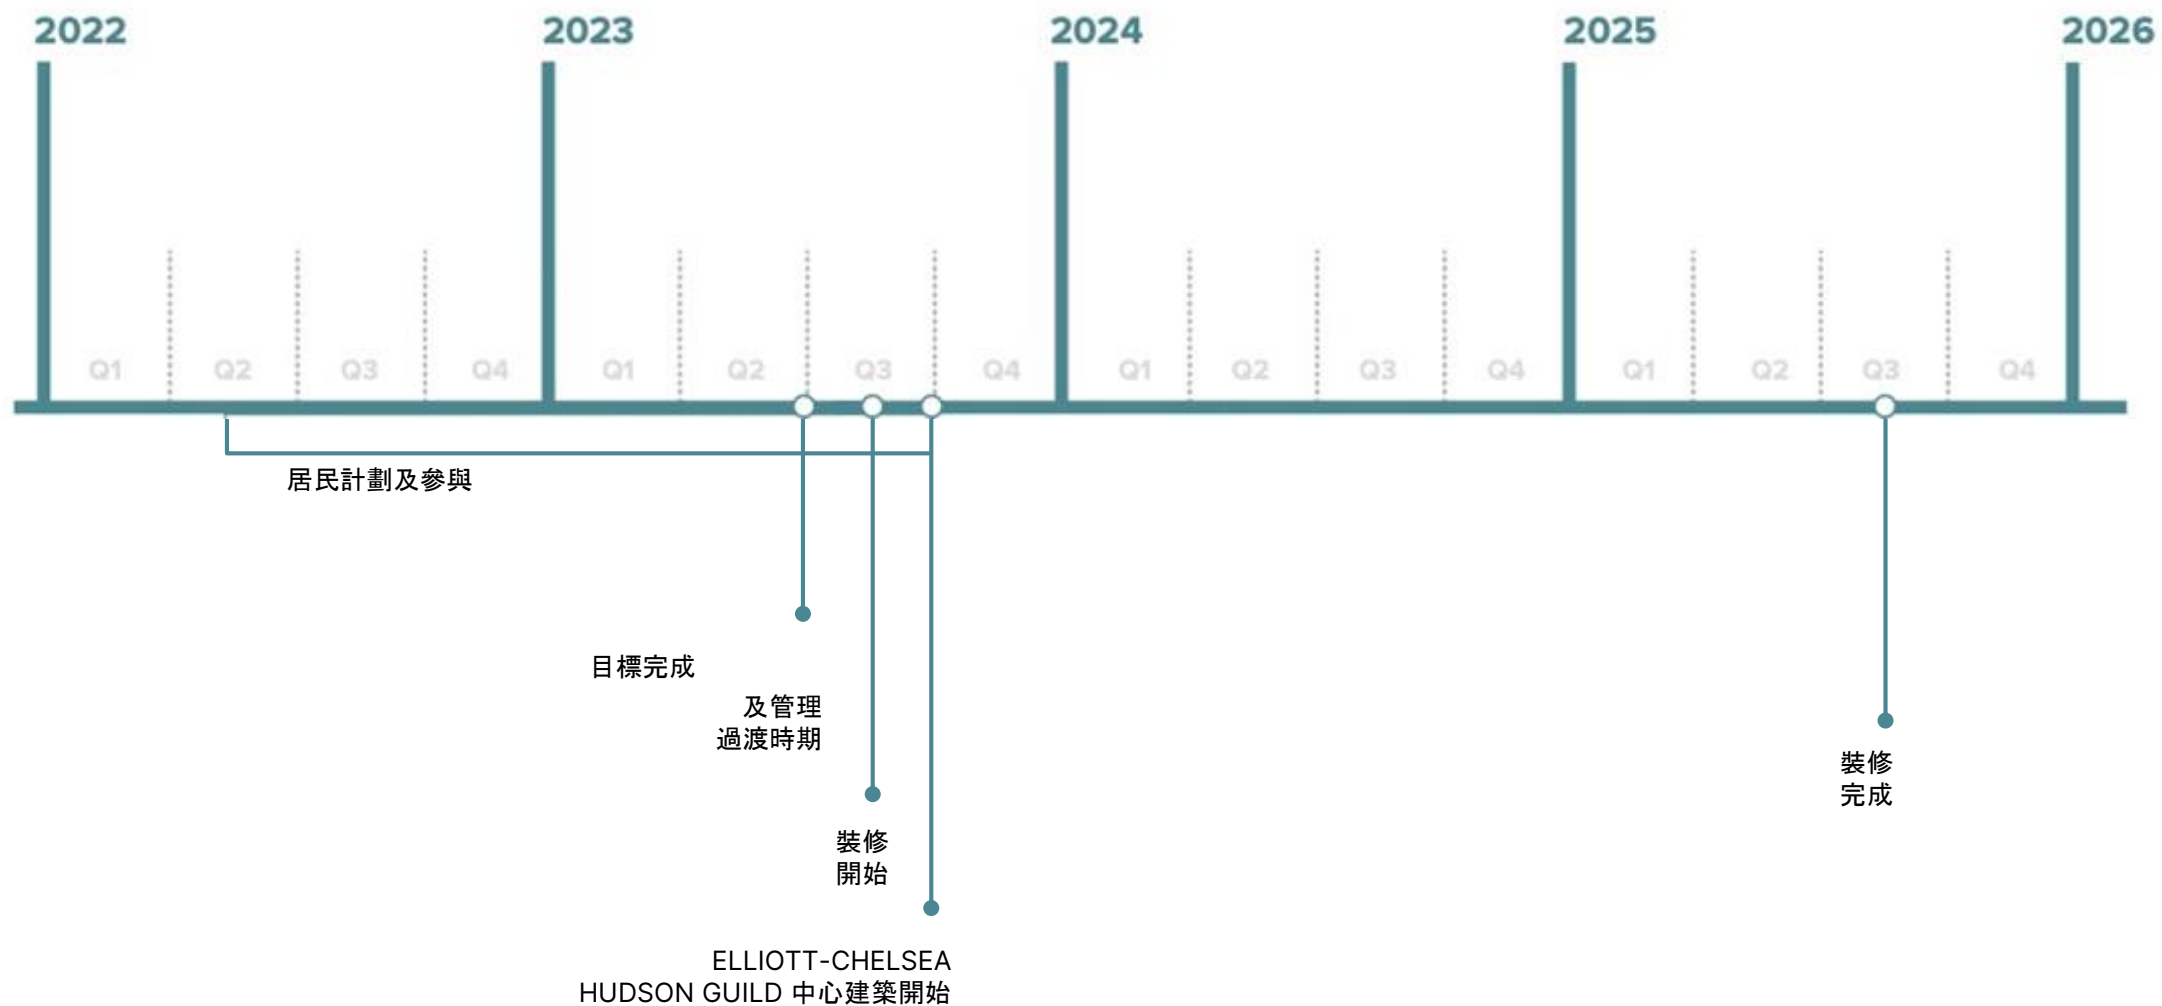 2022 2023 2024 2025 2026
Q1 Q2 Q3 Q4 Q1 Q2 Q3 Q4 Q1 Q2 Q3 Q4 Q1 Q2 Q3 Q4
居民計劃及參與
目標完成
及管理
過渡時期
裝修
開始
ELLIOTT-CHELSEA
HUDSON GUILD 中心建築開始
裝修
完成